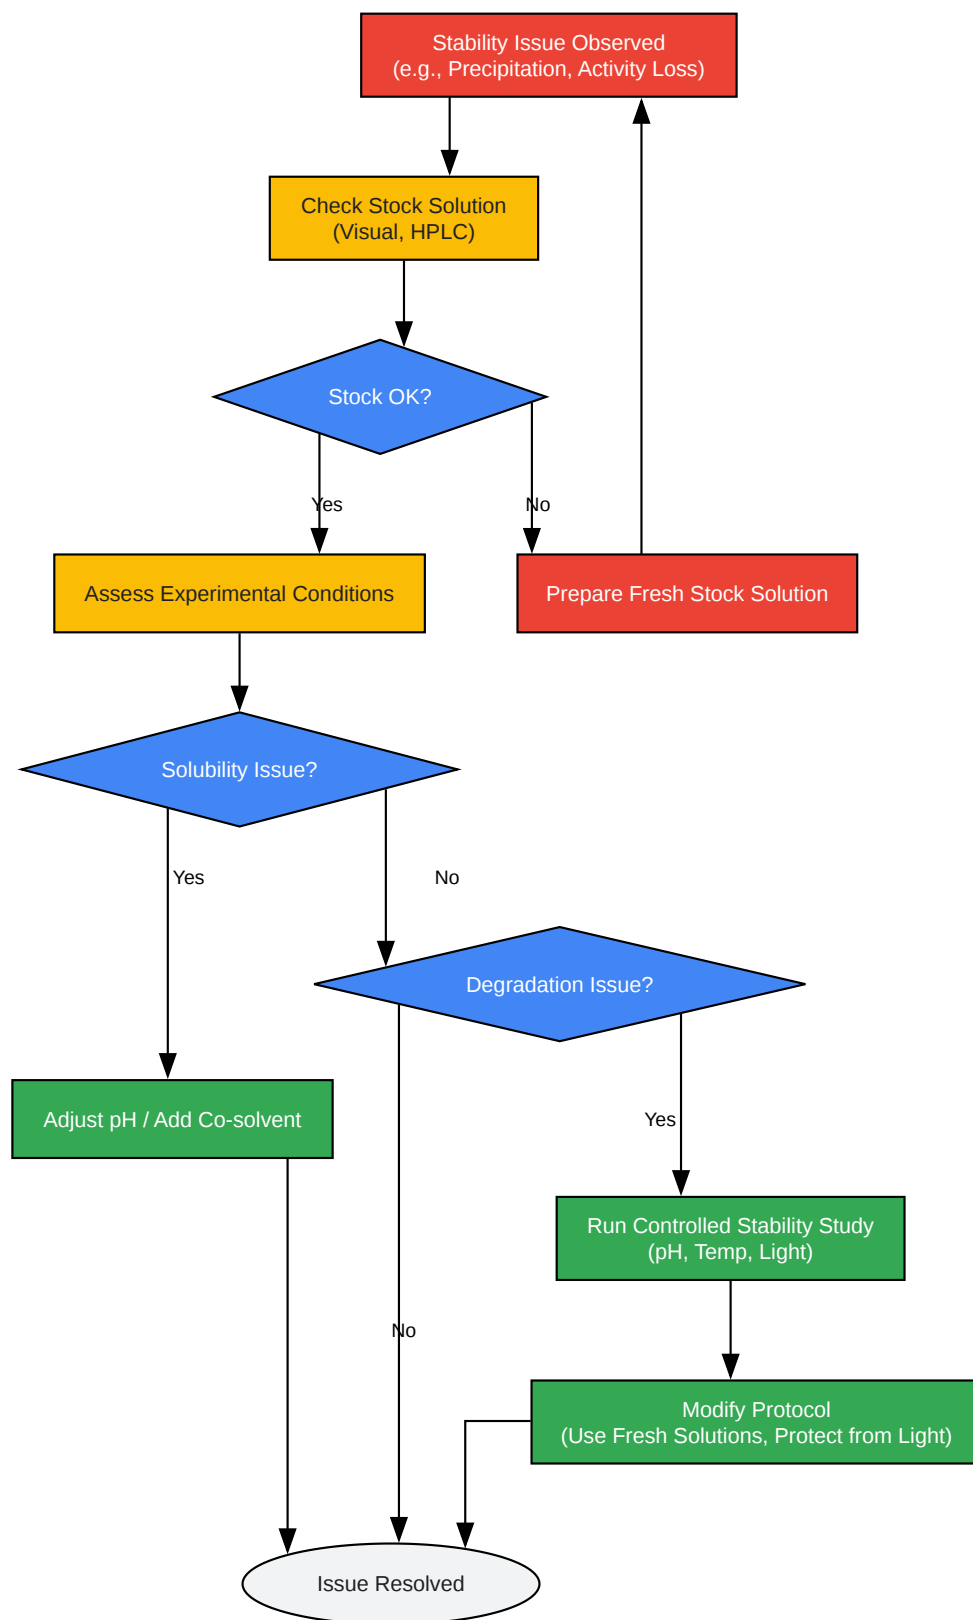 Stability Issue Observed
(e.g., Precipitation, Activity Loss)
Check Stock Solution
(Visual, HPLC)
Stock OK?
Yes
No
Assess Experimental Conditions
Prepare Fresh Stock Solution
Solubility Issue?
Yes
No
Degradation Issue?
Adjust pH / Add Co-solvent
Yes
Run Controlled Stability Study
(pH, Temp, Light)
No
Modify Protocol
(Use Fresh Solutions, Protect from Light)
Issue Resolved